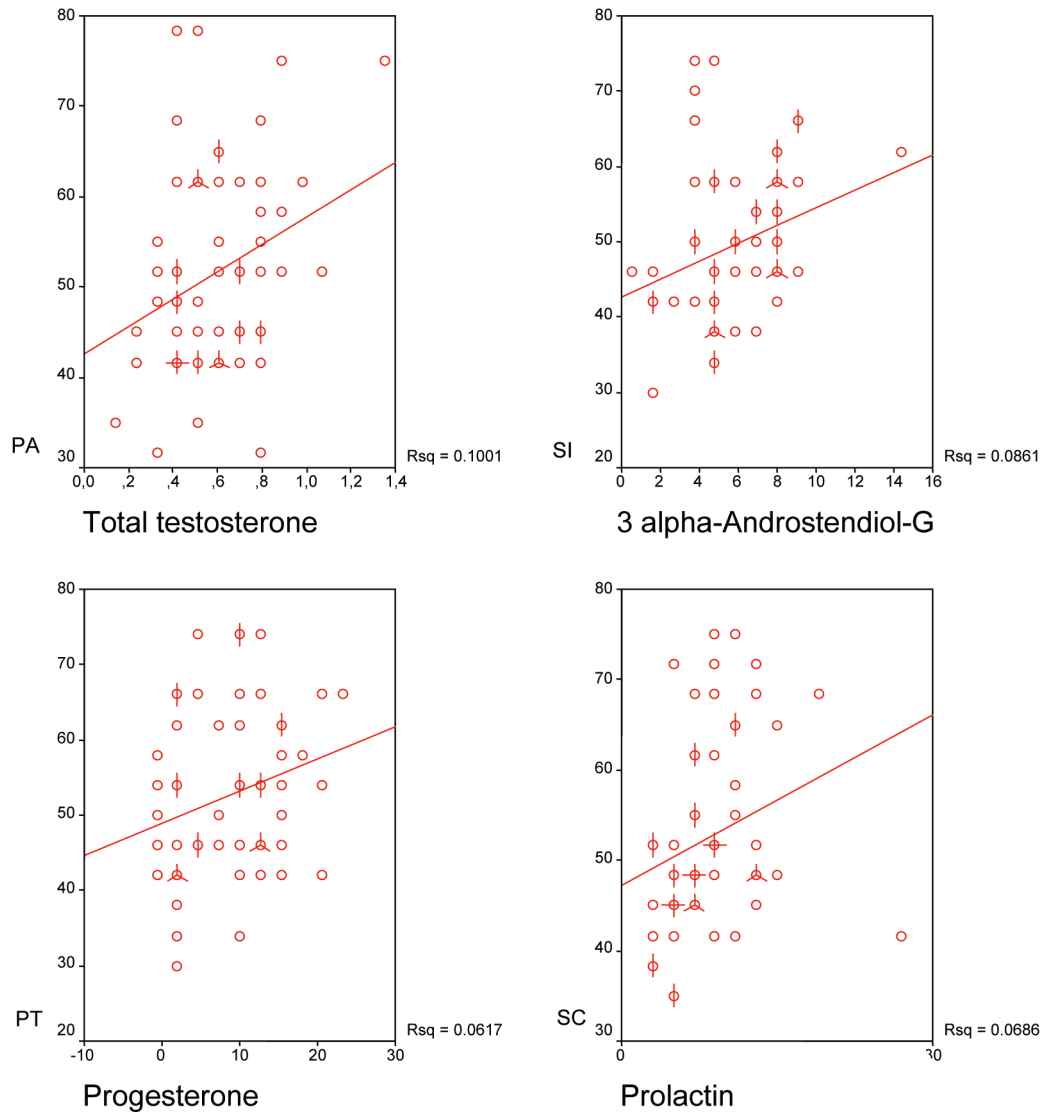 80
70
60
50
40
30
PA
0,0 ,2 ,4 ,6 ,8 1,0 1,2 1,4
Rsq = 0.1001
Total testosterone
80
70
60
50
40
30
20
SI
0 2 4 6 8 10 12 14 16
Rsq = 0.0861
3 alpha-Androstendiol-G
80
70
60
50
40
30
20
PT
-10 0 10 20 30
Rsq = 0.0617
Progesterone
80
70
60
50
40
30
SC
0 30
Rsq = 0.0686
Prolactin